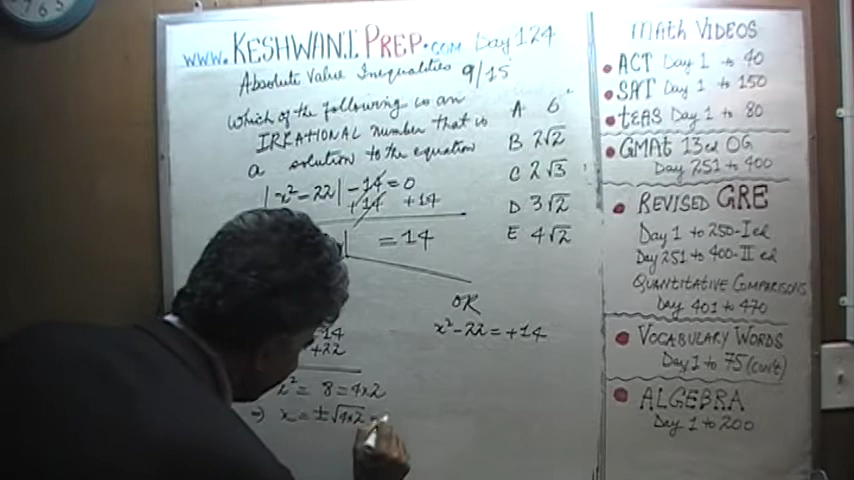 www.KESHWANIPREP.com Day 124
Absolute Value Inequalities 9/15
Which of the following is an
IRRATIONAL number that is
a solution to the equation
|x²-22| -14=0
+14 +14
| =14
A 6
B 2√2
C 2√3
D 3√2
E 4√2
OR
x²-22=+14
-14
+22
x² = 8 = 4×2
⇒ x = ±√4×2 =
Math Videos
ACT Day 1 to 40
SAT Day 1 to 150
tEAS Day 1 to 80
GMAt 13ed OG
Day 251 to 400
REVISED GRE
Day 1 to 250-I ed
Day 251 to 400-II ed
QUANTITATIVE COMPARISONS
Day 401 to 470
VOCABULARY WORDS
Day 1 to 75 (cun't)
ALGEBRA
Day 1 to 200